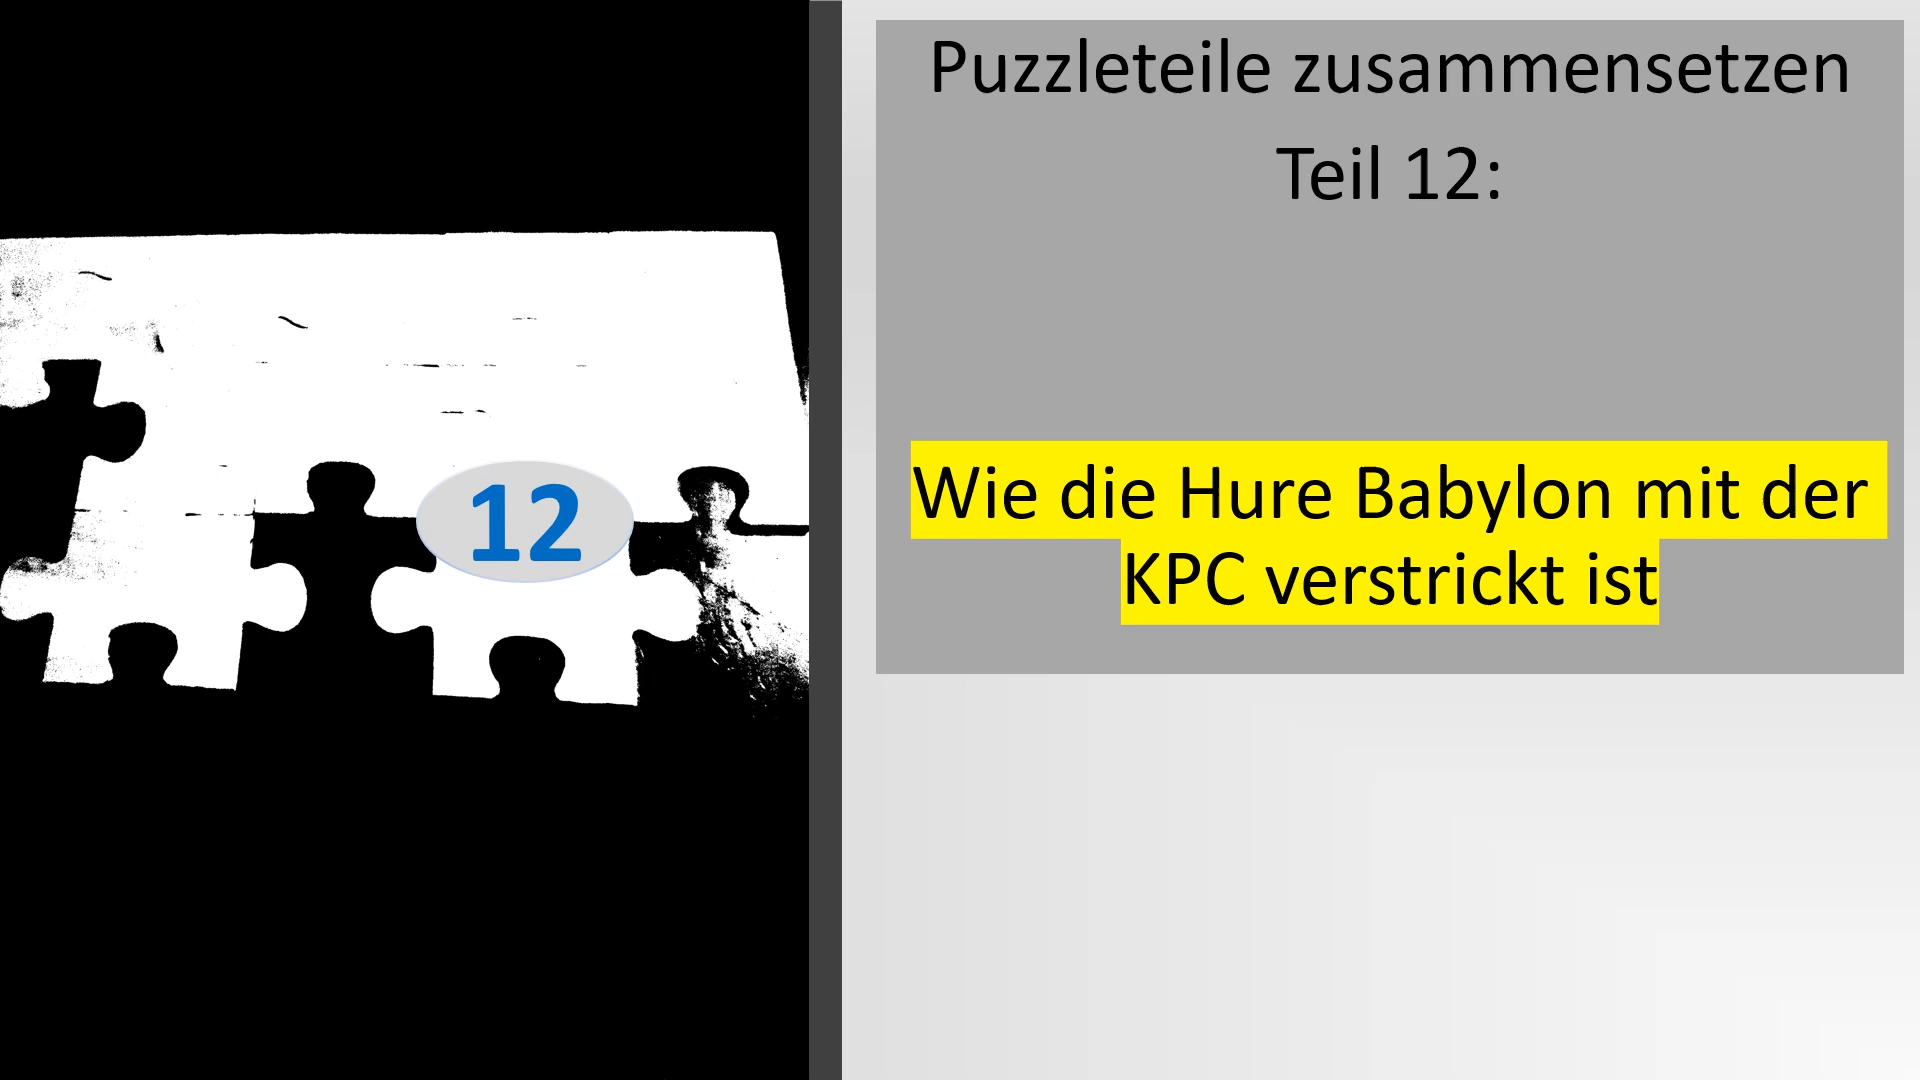 Puzzleteile zusammensetzen
Teil 12:
Wie die Hure Babylon mit der
KPC verstrickt ist
12